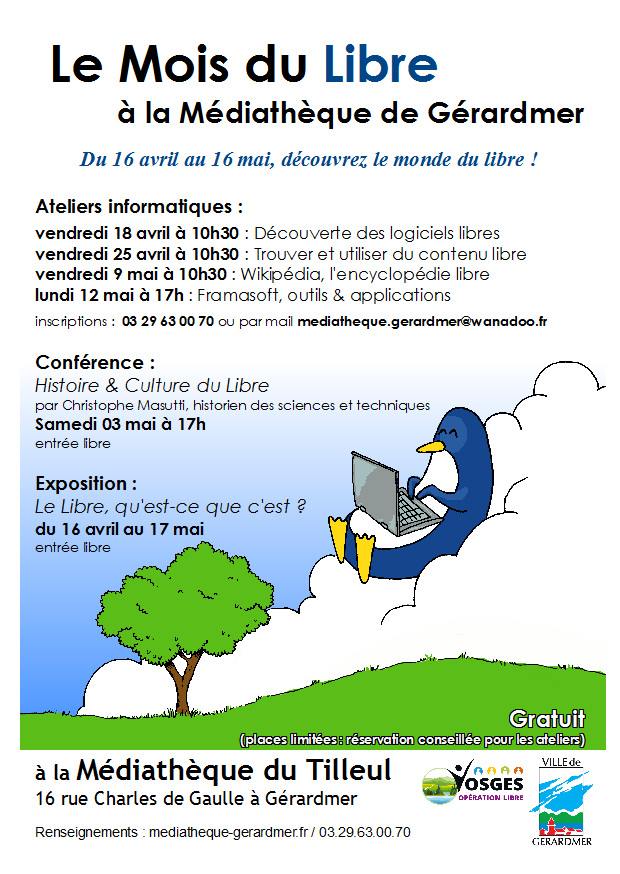 Le Mois du Libre
à la Médiathèque de Gérardmer
Du 16 avril au 16 mai, découvrez le monde du libre !
Ateliers informatiques :
vendredi 18 avril à 10h30 : Découverte des logiciels libres
vendredi 25 avril à 10h30 : Trouver et utiliser du contenu libre
vendredi 9 mai à 10h30 : Wikipédia, l'encyclopédie libre
lundi 12 mai à 17h : Framasoft, outils & applications
inscriptions : 03 29 63 00 70 ou par mail mediatheque.gerardmer@wanadoo.fr
Conférence :
Histoire & Culture du Libre
par Christophe Masutti, historien des sciences et techniques
Samedi 03 mai à 17h
entrée libre
Exposition :
Le Libre, qu'est-ce que c'est ?
du 16 avril au 17 mai
entrée libre
Gratuit
(places limitées : réservation conseillée pour les ateliers)
à la Médiathèque du Tilleul
16 rue Charles de Gaulle à Gérardmer
Renseignements : mediatheque-gerardmer.fr / 03.29.63.00.70
VOSGES
OPÉRATION LIBRE
VILLE de
GERARDMER